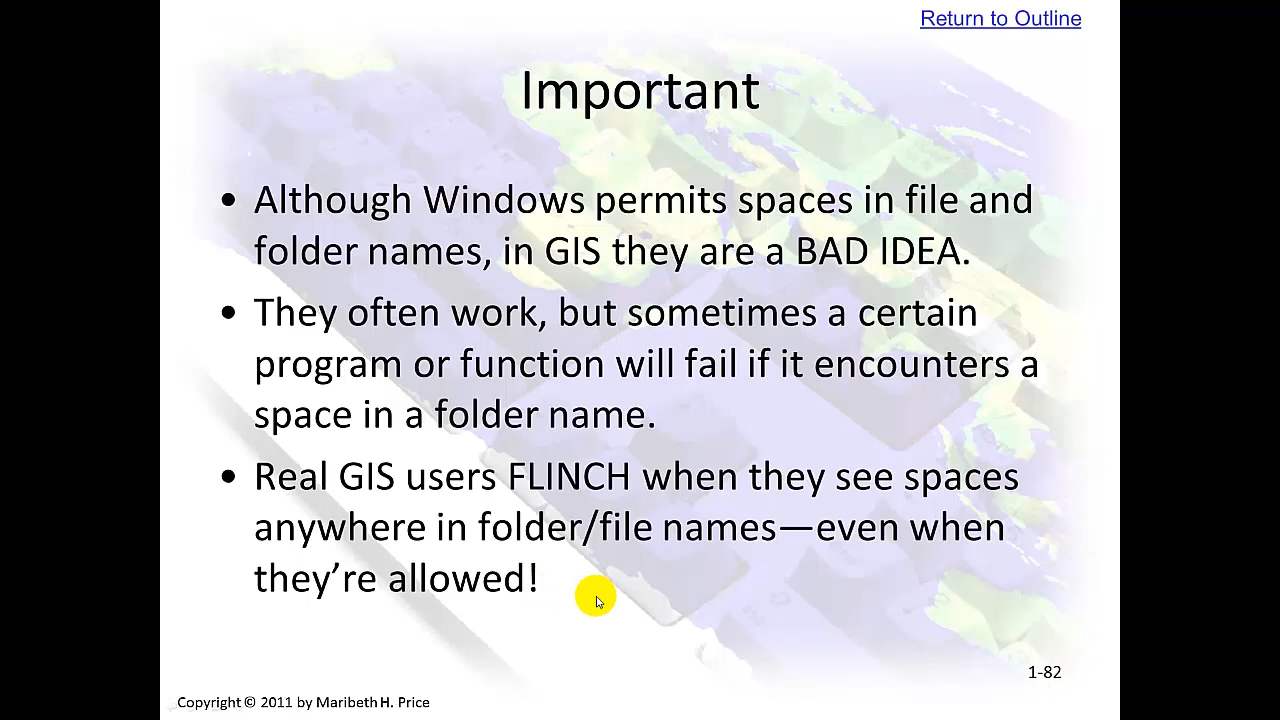 Return to Outline
Important
• Although Windows permits spaces in file and
folder names, in GIS they are a BAD IDEA.
• They often work, but sometimes a certain
program or function will fail if it encounters a
space in a folder name.
• Real GIS users FLINCH when they see spaces
anywhere in folder/file names—even when
they’re allowed!
1-82
Copyright © 2011 by Maribeth H. Price